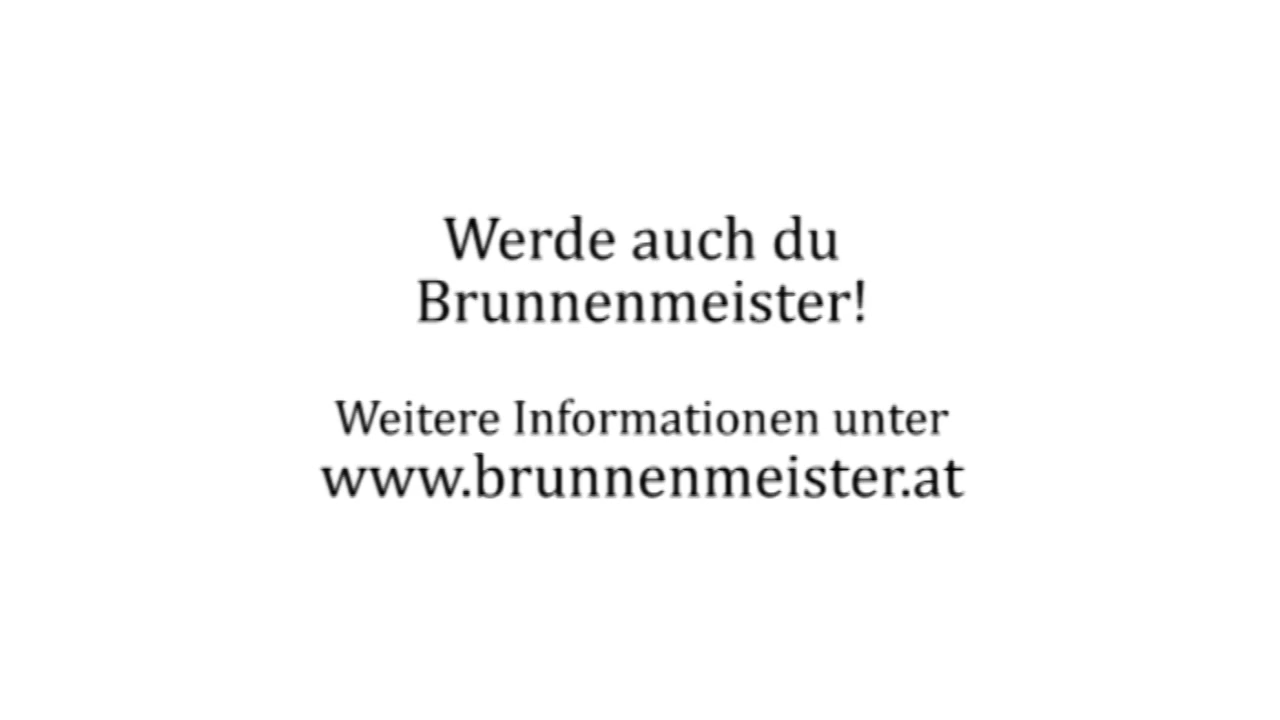 Werde auch du
Brunnenmeister!
Weitere Informationen unter
www.brunnenmeister.at